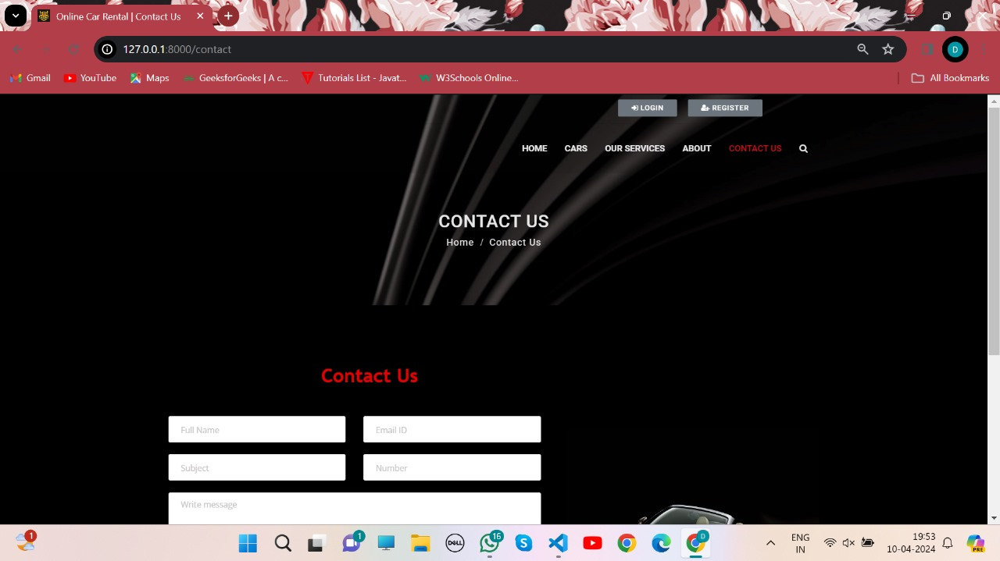 Online Car Rental | Contact Us
127.0.0.1:8000/contact
D
Gmail
YouTube
Maps
GeeksforGeeks | A c...
Tutorials List - Javat...
W3Schools Online...
All Bookmarks
LOGIN
REGISTER
HOME
CARS
OUR SERVICES
ABOUT
CONTACT US
CONTACT US
Home / Contact Us
Contact Us
Full Name
Email ID
Subject
Number
Write message
1
1
DELL
16
D
ENG
IN
19:53
10-04-2024
PRE